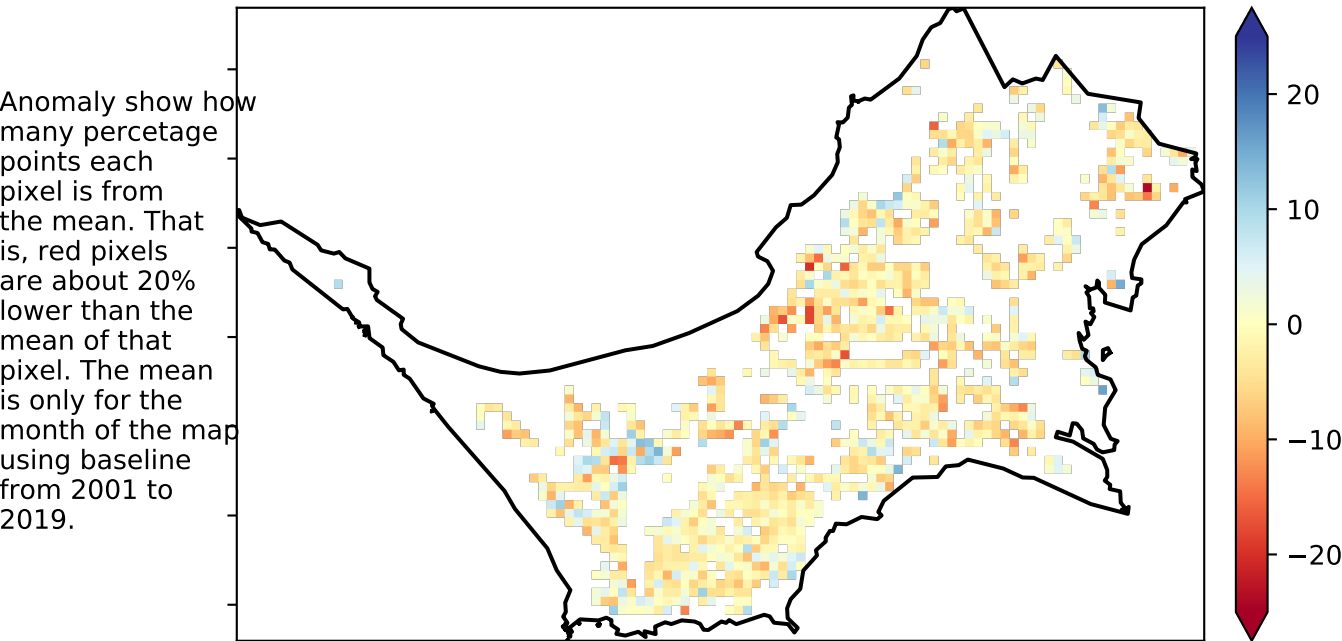 Anomaly show how
many percetage
points each
pixel is from
the mean. That
is, red pixels
are about 20%
lower than the
mean of that
pixel. The mean
is only for the
month of the map
using baseline
from 2001 to
2019.
20
10
0
−10
−20